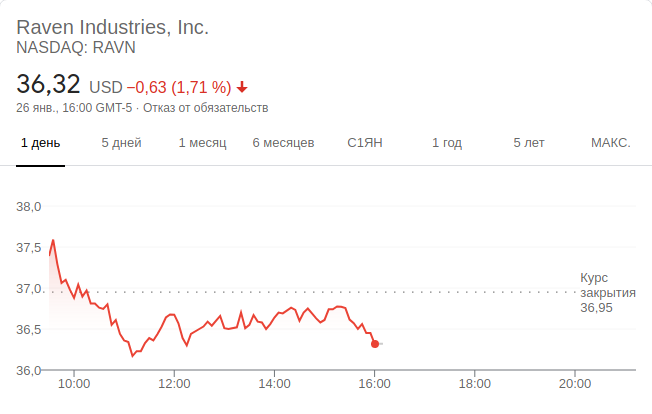 Raven Industries, Inc.
NASDAQ: RAVN
36,32 USD −0,63 (1,71 %)
26 янв., 16:00 GMT-5 · Отказ от обязательств
1 день 5 дней 1 месяц 6 месяцев С1ЯН 1 год 5 лет МАКС.
38,0
37,5
37,0
36,5
36,0
Курс
закрытия
36,95
10:00 12:00 14:00 16:00 18:00 20:00